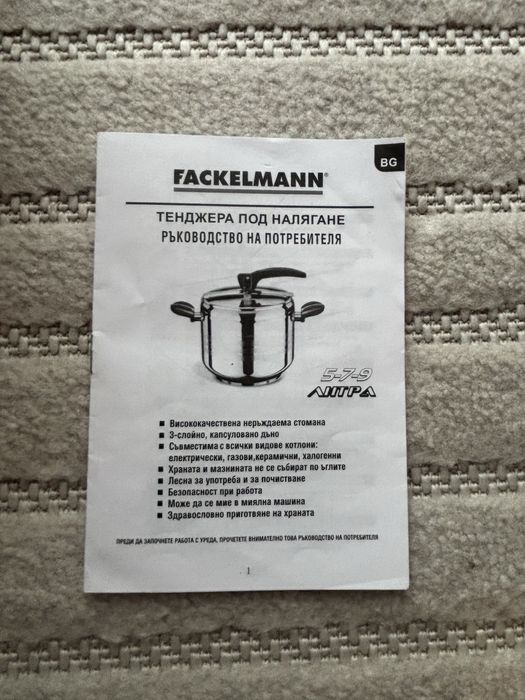 BG
FACKELMANN®
ТЕНДЖЕРА ПОД НАЛЯГАНЕ
РЪКОВОДСТВО НА ПОТРЕБИТЕЛЯ
5-7-9
ЛИТРА
■ Висококачествена неръждаема стомана
■ 3-слойно, капсуловано дъно
■ Съвместима с всички видове котлони:
електрически, газови,керамични, халогенни
■ Храната и мазнината не се събират по ъглите
■ Лесна за употреба и за почистване
■ Безопасност при работа
■ Може да се мие в миялна машина
■ Здравословно приготвяне на храната
ПРЕДИ ДА ЗАПОЧНЕТЕ РАБОТА С УРЕДА, ПРОЧЕТЕТЕ ВНИМАТЕЛНО ТОВА РЪКОВОДСТВО НА ПОТРЕБИТЕЛЯ
1